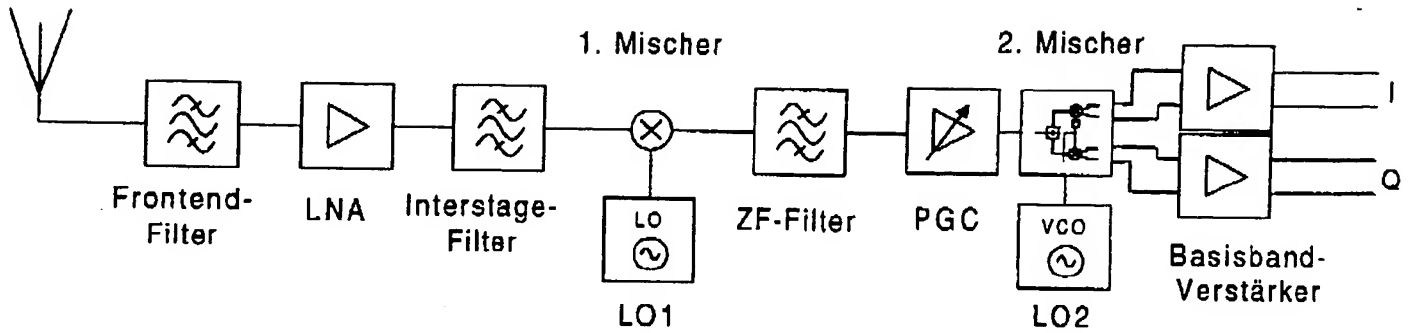 1. Mischer
2. Mischer
I
Q
Frontend-
Filter
LNA
Interstage-
Filter
LO
LO1
ZF-Filter
PGC
VCO
LO2
Basisband-
Verstärker